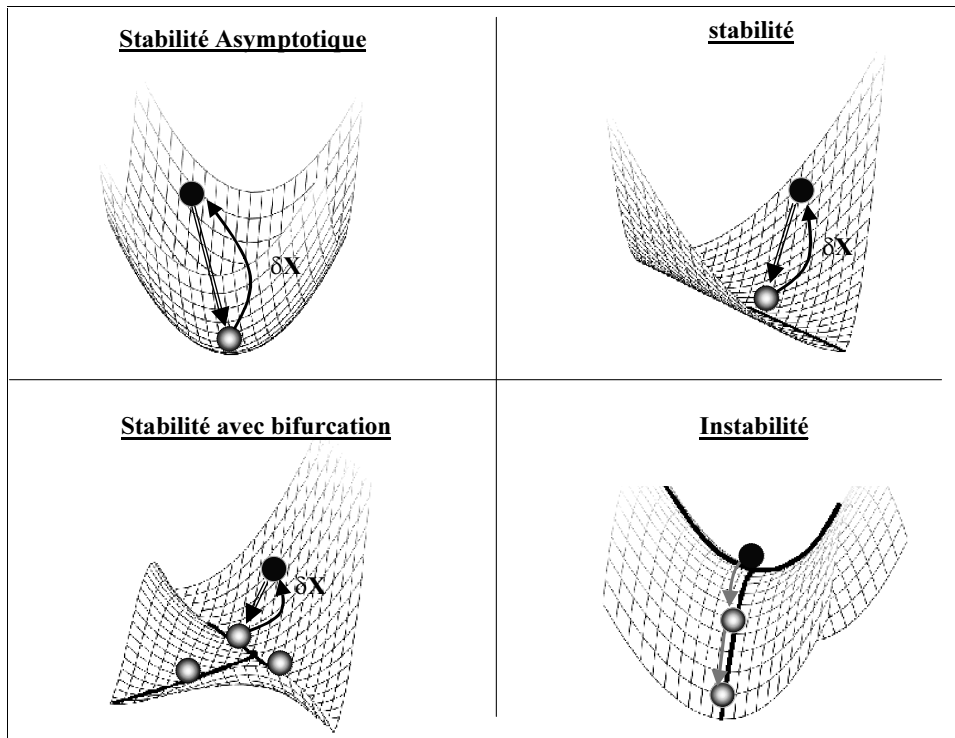 Stabilité Asymptotique
stabilité
δX
δX
Stabilité avec bifurcation
Instabilité
δX